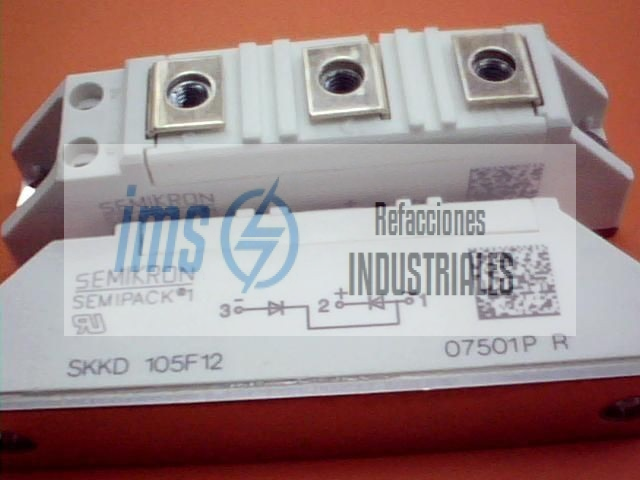 SEMIKRON
ims
Refacciones
INDUSTRIALES
SEMIKRON
SEMIPACK® 1
3 - 2 + 1
SKKD 105F12
07501P R